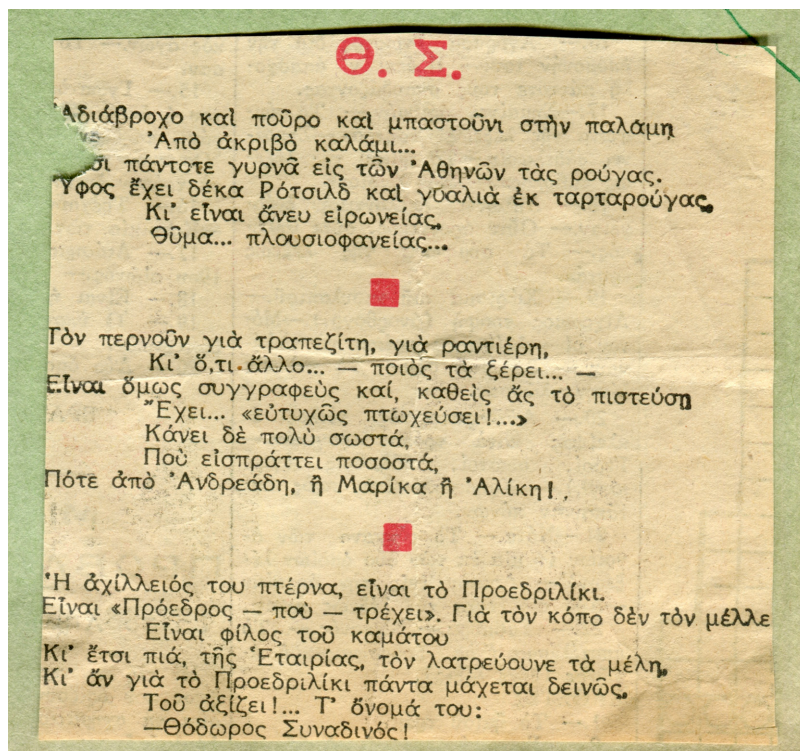 Θ. Σ.
Ἀδιάβροχο καὶ ποῦρο καὶ μπαστοῦνι στὴν παλάμη
Ἀπὸ ἀκριβὸ καλάμι...
πάντοτε γυρνᾶ εἰς τῶν Ἀθηνῶν τὰς ρούγας.
Ὕφος ἔχει δέκα Ρότσιλδ καὶ γυαλιὰ ἐκ ταρταρούγας,
Κι' εἶναι ἄνευ εἰρωνείας,
Θῦμα... πλουσιοφανείας...
Τὸν περνοῦν γιὰ τραπεζίτη, γιὰ ραντιέρη,
Κι' ὅ,τι ἄλλο... — ποιὸς τὰ ξέρει... —
Εἶναι ὅμως συγγραφεὺς καί, καθεὶς ἄς τὸ πιστεύση
Ἔχει... «εὐτυχῶς πτωχεύσει!...»
Κάνει δὲ πολὺ σωστά,
Ποὺ εἰσπράττει ποσοστά,
Πότε ἀπὸ Ἀνδρεάδη, ἢ Μαρίκα ἢ Ἀλίκη!.
Ἡ ἀχίλλειός του πτέρνα, εἶναι τὸ Προεδριλίκι.
Εἶναι «Πρόεδρος — ποὺ — τρέχει». Γιὰ τὸν κόπο δὲν τὸν μέλλε
Εἶναι φίλος τοῦ καμάτου
Κι' ἔτσι πιά, τῆς Ἑταιρίας, τὸν λατρεύουνε τὰ μέλη,
Κι' ἄν γιὰ τὸ Προεδριλίκι πάντα μάχεται δεινῶς,
Τοῦ ἀξίζει!... Τ' ὄνομά του:
—Θόδωρος Συναδινός!